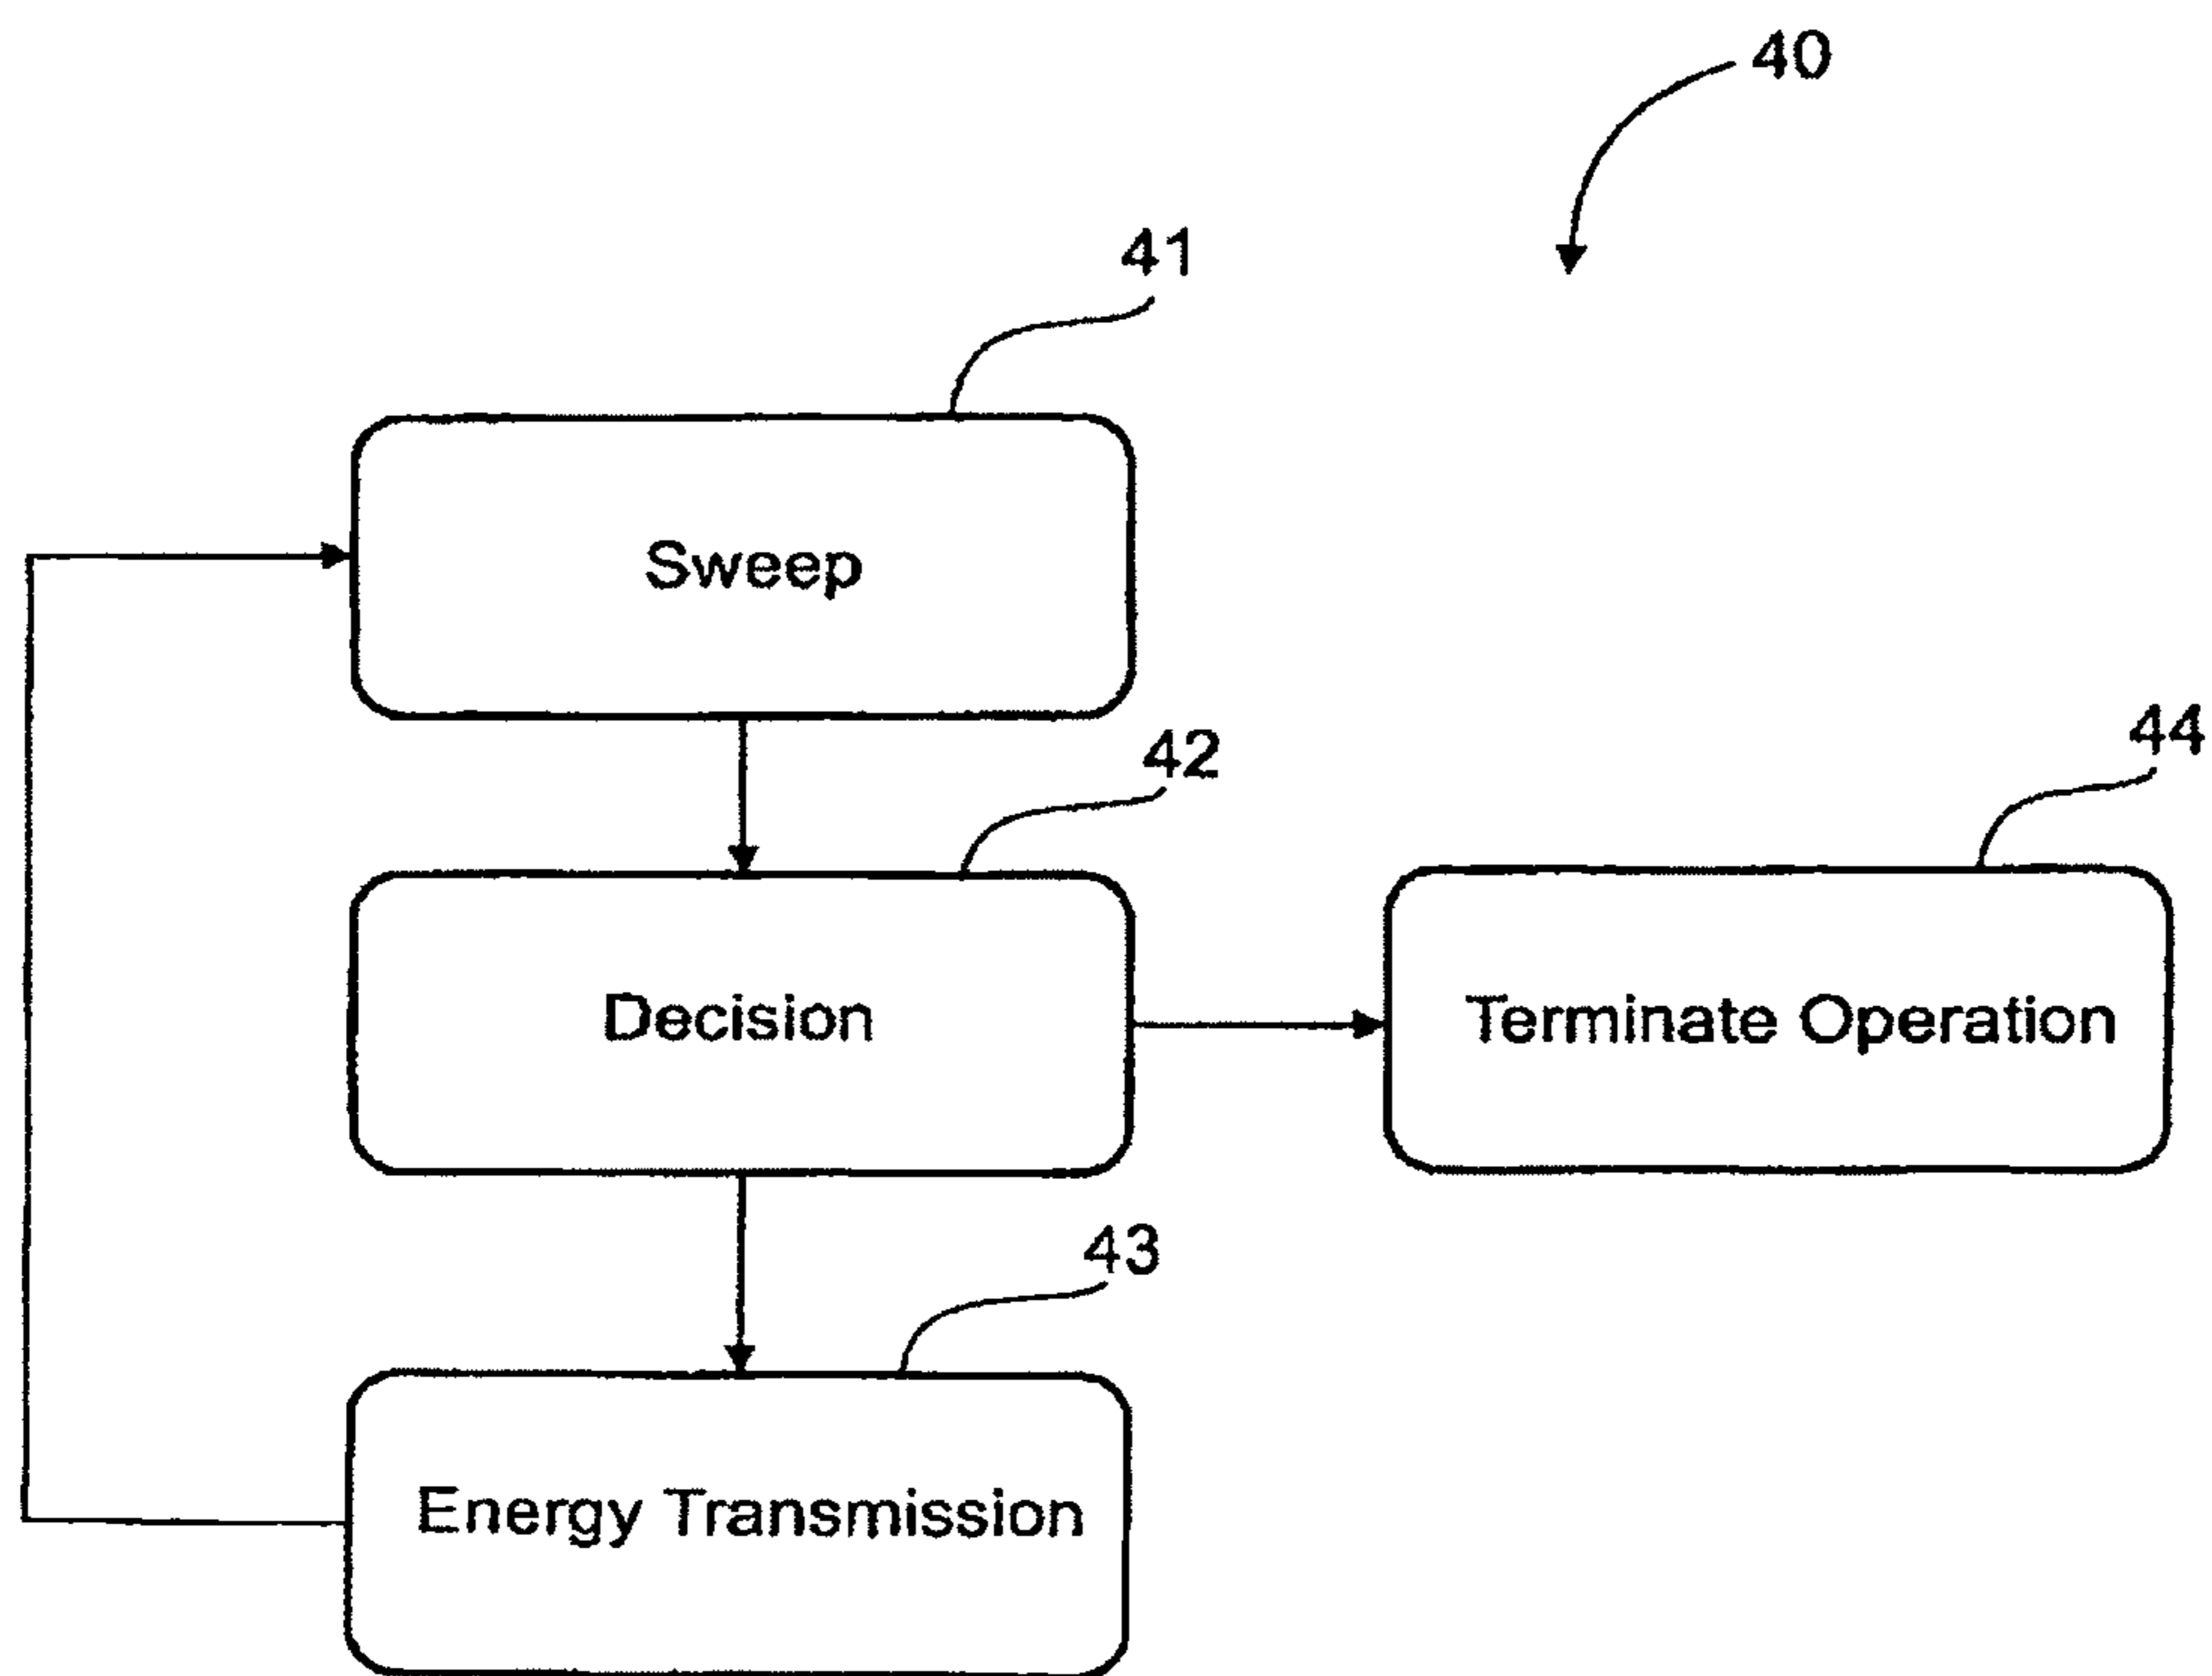 40
41
Sweep
42
44
Decision
Terminate Operation
43
Energy Transmission